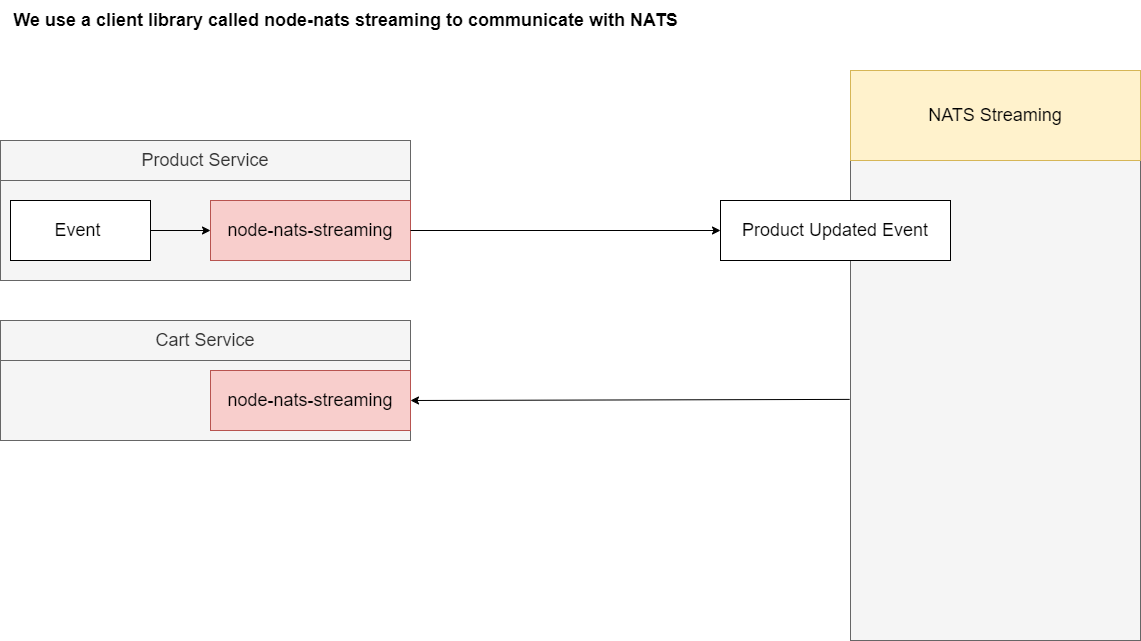 We use a client library called node-nats streaming to communicate with NATS
NATS Streaming
Product Service
Event
node-nats-streaming
Product Updated Event
Cart Service
node-nats-streaming